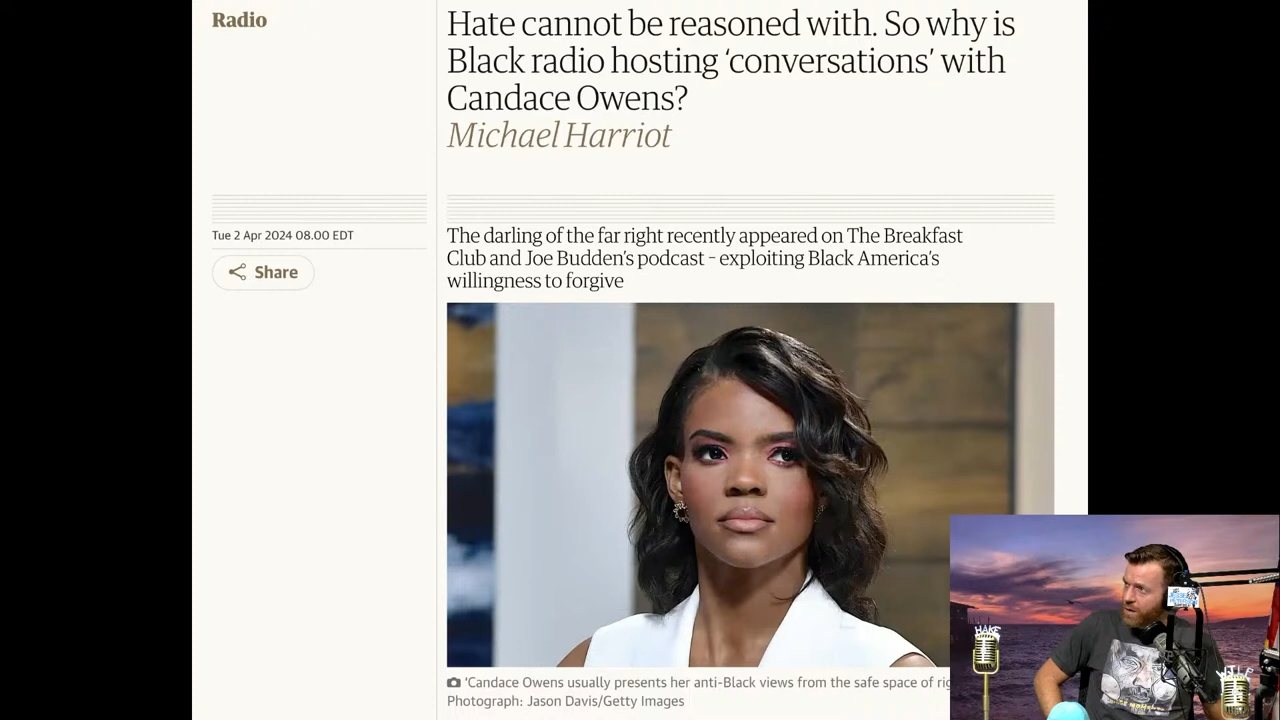 Radio
Hate cannot be reasoned with. So why is
Black radio hosting ‘conversations’ with
Candace Owens?
Michael Harriot
Tue 2 Apr 2024 08.00 EDT
Share
The darling of the far right recently appeared on The Breakfast
Club and Joe Budden’s podcast – exploiting Black America’s
willingness to forgive
'Candace Owens usually presents her anti-Black views from the safe space of
Photograph: Jason Davis/Getty Images
HAKE